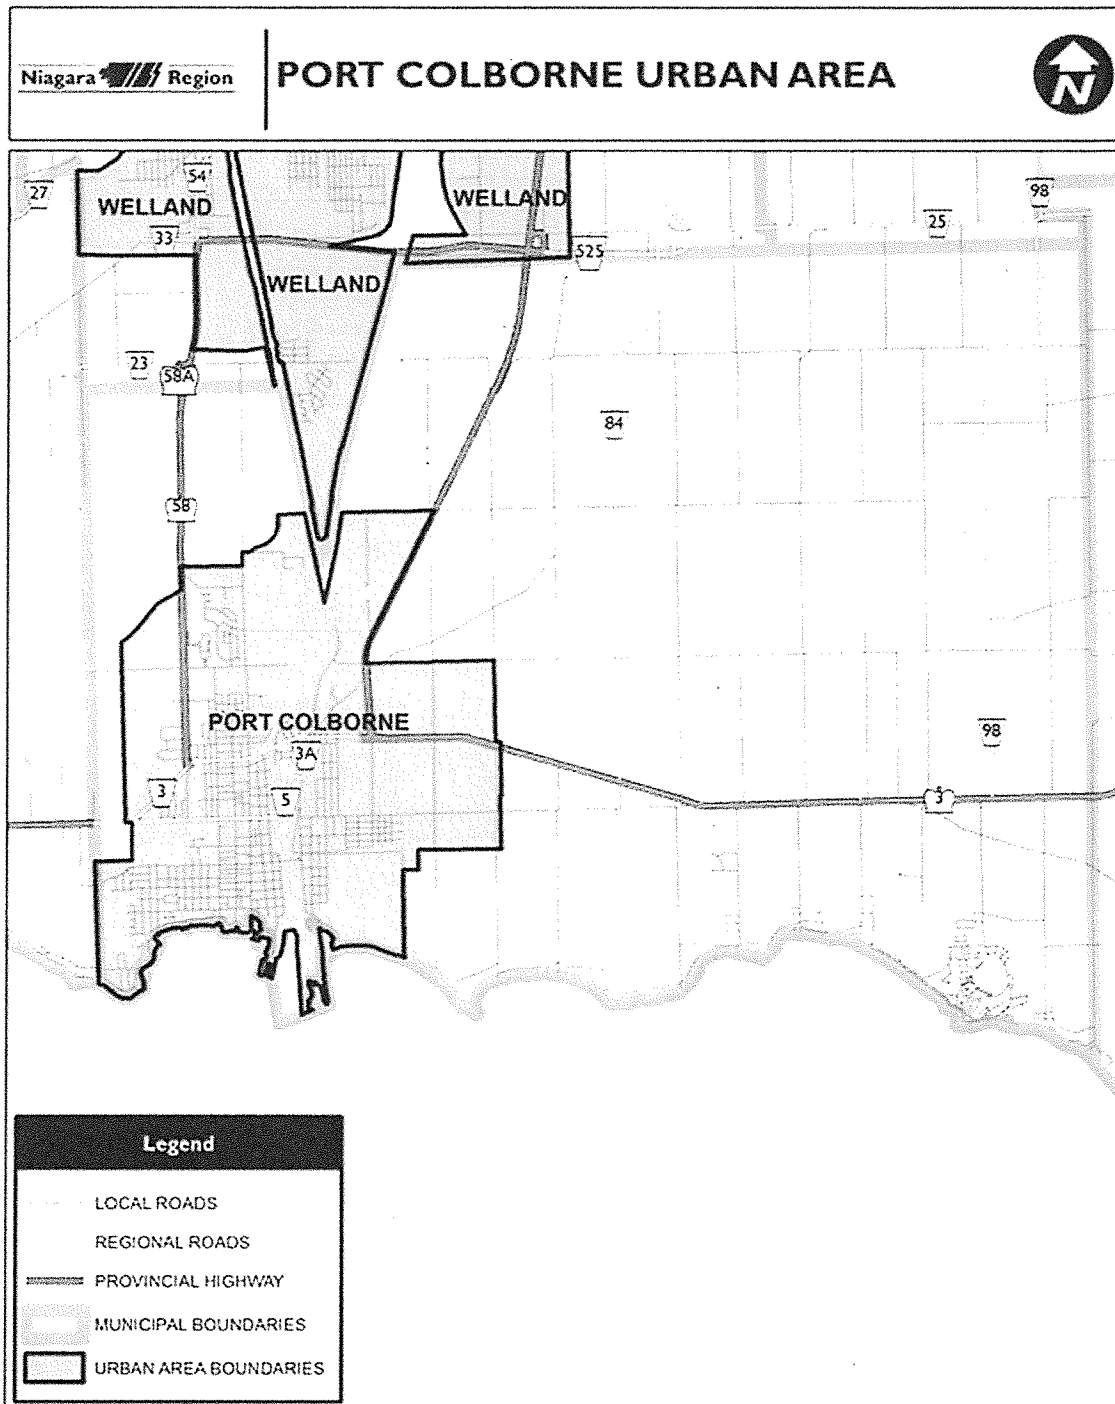 Niagara Region
PORT COLBORNE URBAN AREA
N
27
54
WELLAND
WELLAND
98
33
25
525
WELLAND
23
58A
84
58
PORT COLBORNE
3A
98
3
5
3
Legend
LOCAL ROADS
REGIONAL ROADS
PROVINCIAL HIGHWAY
MUNICIPAL BOUNDARIES
URBAN AREA BOUNDARIES